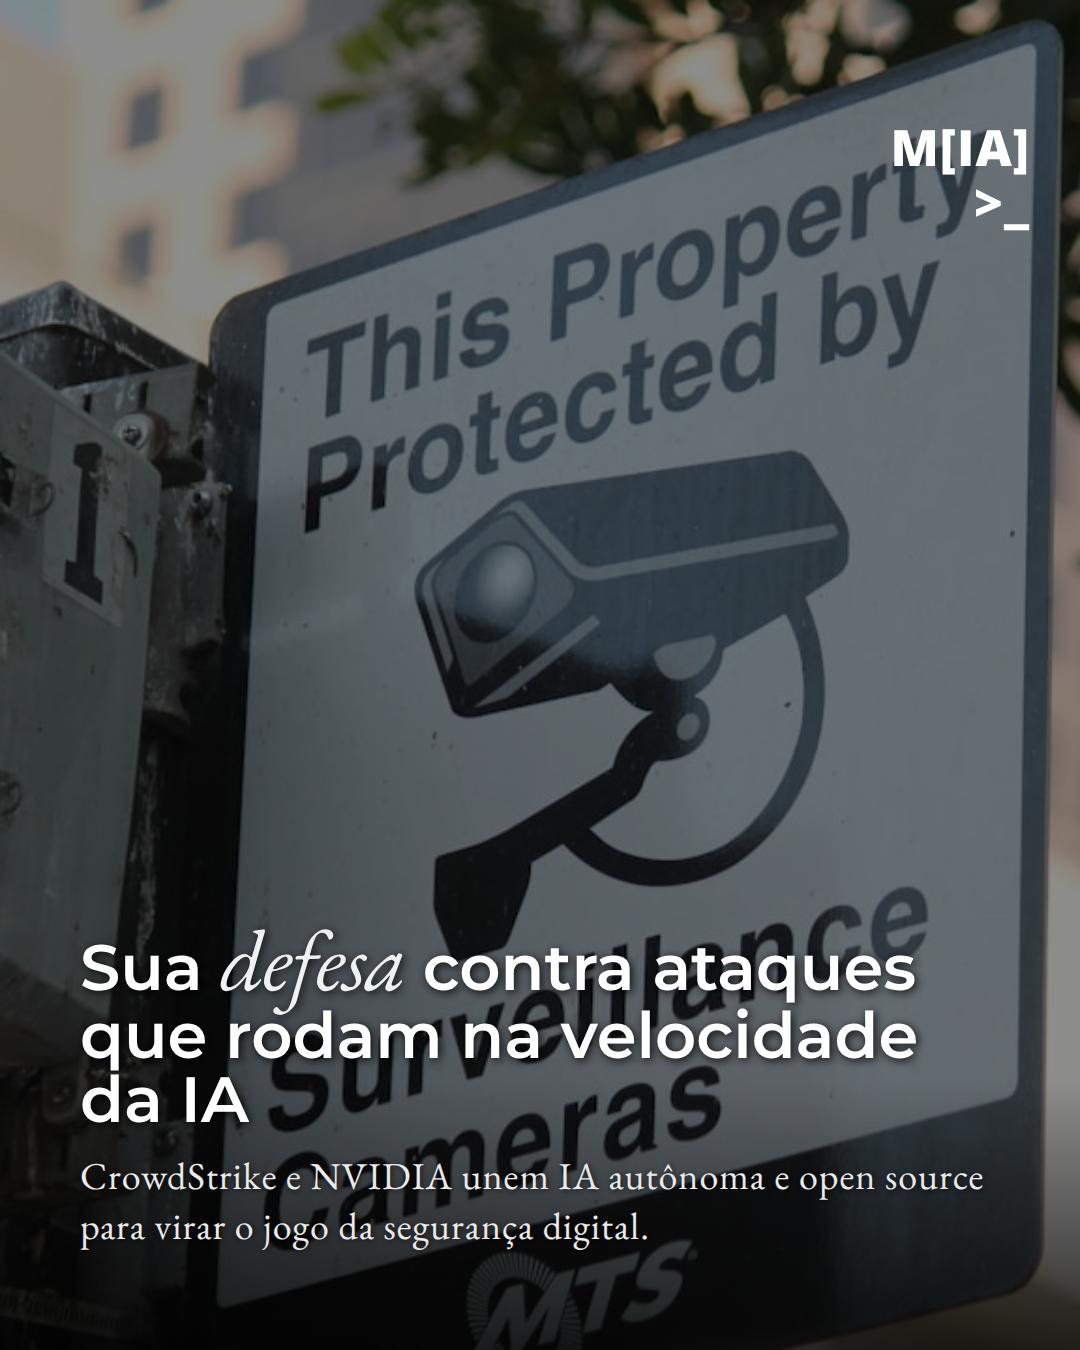 M[IA]
>_
This Property
Protected by
I
Sua defesa contra ataques
que rodam na velocidade
da IA
Surveillance
Cameras
CrowdStrike e NVIDIA unem IA autônoma e open source
para virar o jogo da segurança digital.
MTS